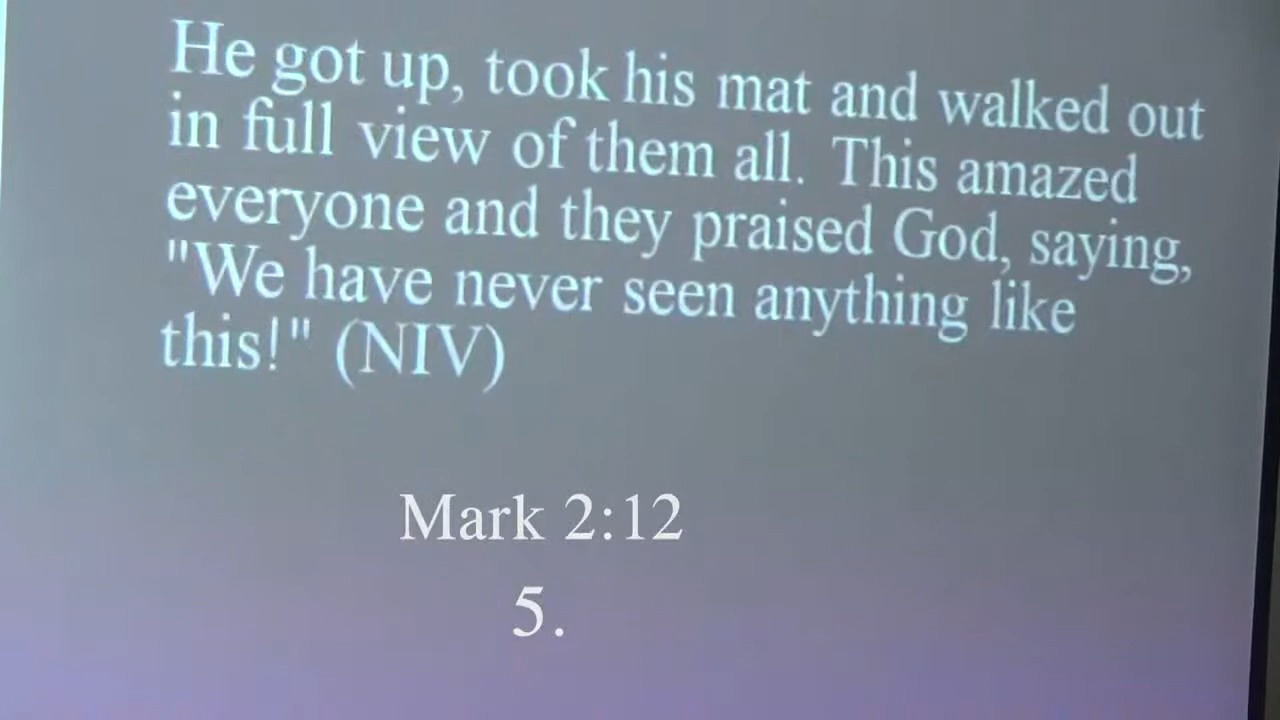 He got up, took his mat and walked out
in full view of them all. This amazed
everyone and they praised God, saying,
"We have never seen anything like
this!" (NIV)
Mark 2:12
5.